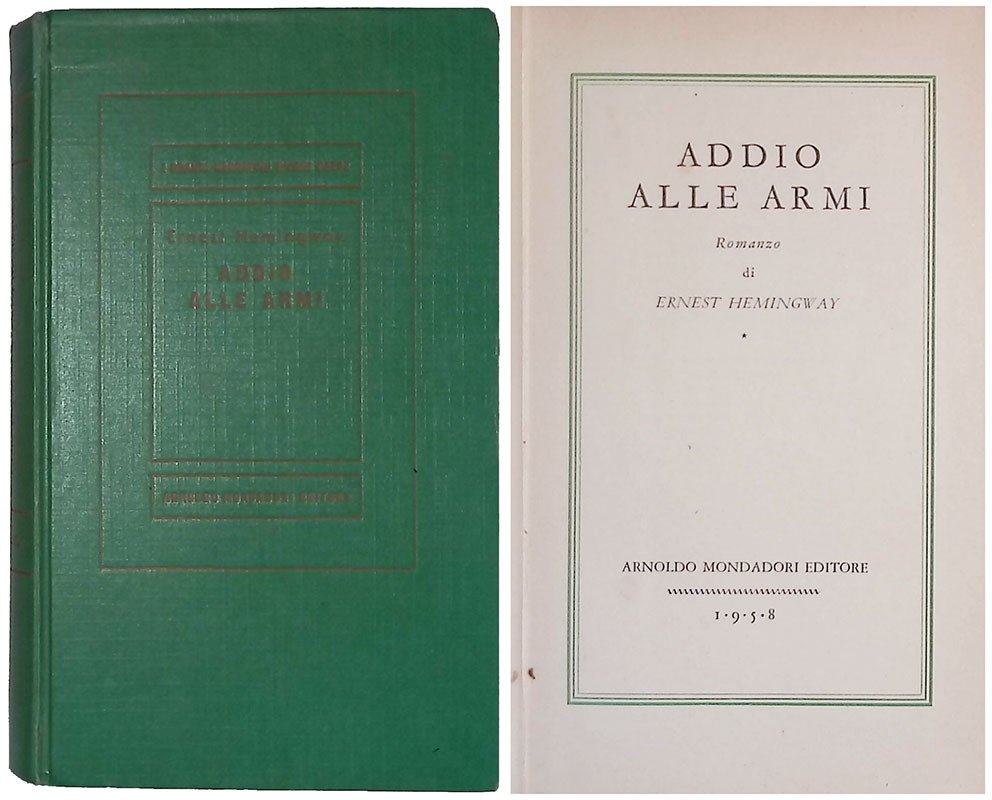 Ernest Hemingway
ADDIO
ALLE ARMI
ARNOLDO MONDADORI EDITORE
ADDIO
ALLE ARMI
Romanzo
di
ERNEST HEMINGWAY
*
ARNOLDO MONDADORI EDITORE
1·9·5·8